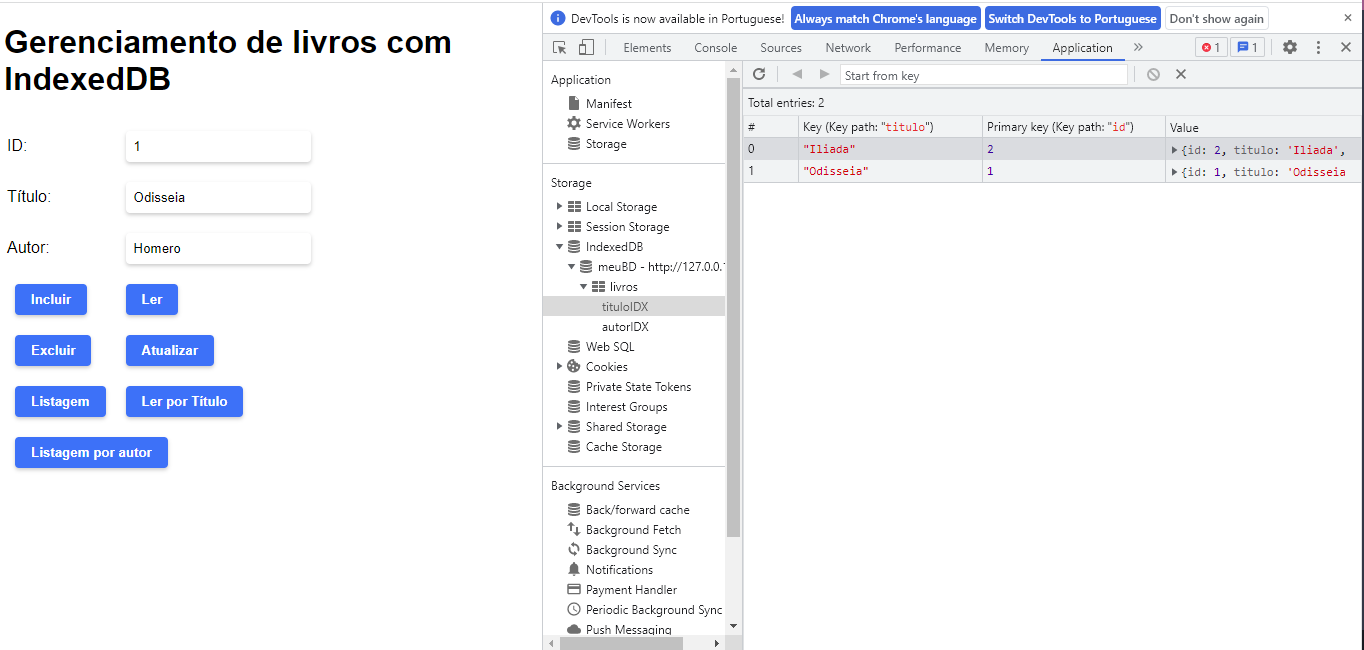 Gerenciamento de livros com
IndexedDB
ID:
1
Título:
Odisseia
Autor:
Homero
Incluir
Ler
Excluir
Atualizar
Listagem
Ler por Título
Listagem por autor
DevTools is now available in Portuguese!
Always match Chrome's language
Switch DevTools to Portuguese
Don't show again
Elements
Console
Sources
Network
Performance
Memory
Application
1
1
Application
Manifest
Service Workers
Storage
Storage
Local Storage
Session Storage
IndexedDB
meuBD - http://127.0.0.1
livros
tituloIDX
autorIDX
Web SQL
Cookies
Private State Tokens
Interest Groups
Shared Storage
Cache Storage
Background Services
Back/forward cache
Background Fetch
Background Sync
Notifications
Payment Handler
Periodic Background Sync
Push Messaging
Start from key
Total entries: 2
# Key (Key path: "titulo") Primary key (Key path: "id") Value
0 "Iliada" 2 {id: 2, titulo: 'Iliada',
1 "Odisseia" 1 {id: 1, titulo: 'Odisseia